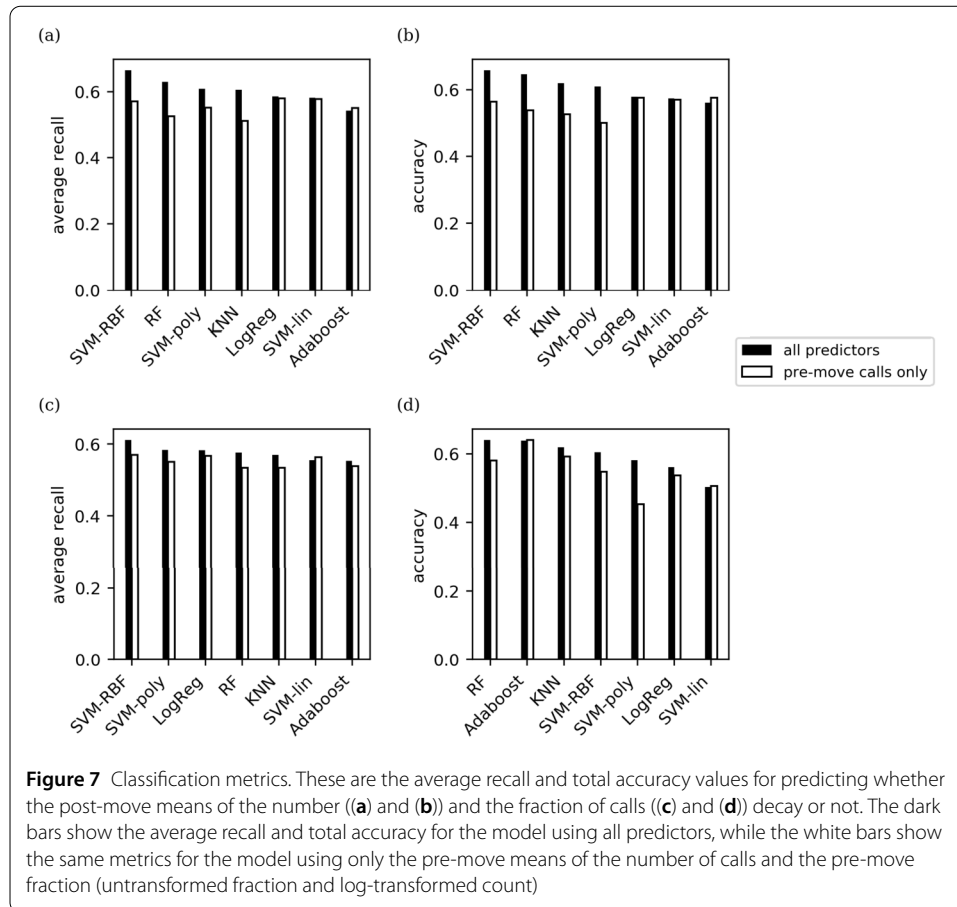 (a)
(b)
0.6
0.4
0.2
0.0
average recall
SVM-RBF
RF
SVM-poly
KNN
LogReg
SVM-lin
Adaboost
0.6
0.4
0.2
0.0
accuracy
SVM-RBF
RF
KNN
SVM-poly
LogReg
SVM-lin
Adaboost
all predictors
pre-move calls only
(c)
(d)
0.6
0.4
0.2
0.0
average recall
SVM-RBF
SVM-poly
LogReg
RF
KNN
SVM-lin
Adaboost
0.6
0.4
0.2
0.0
accuracy
RF
Adaboost
KNN
SVM-RBF
SVM-poly
LogReg
SVM-lin
Figure 7 Classification metrics. These are the average recall and total accuracy values for predicting whether
the post-move means of the number ((a) and (b)) and the fraction of calls ((c) and (d)) decay or not. The dark
bars show the average recall and total accuracy for the model using all predictors, while the white bars show
the same metrics for the model using only the pre-move means of the number of calls and the pre-move
fraction (untransformed fraction and log-transformed count)